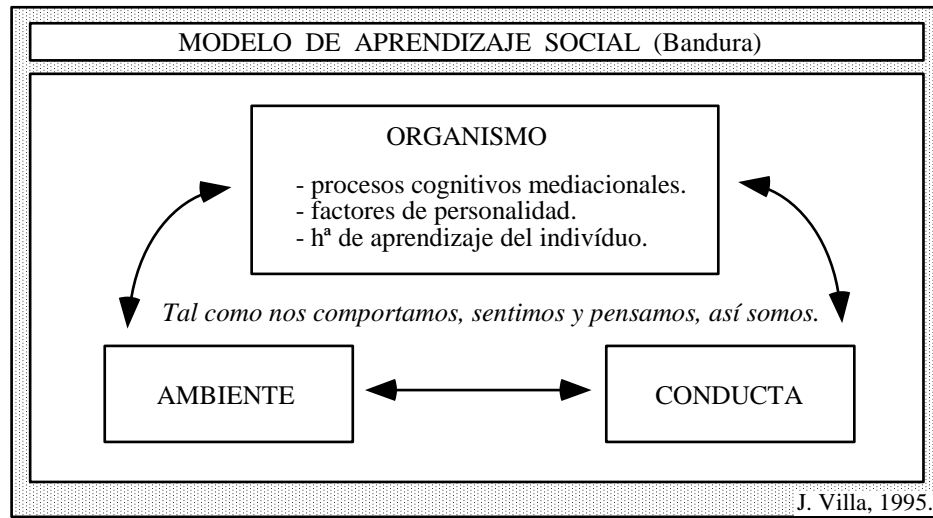 MODELO DE APRENDIZAJE SOCIAL (Bandura)
ORGANISMO
- procesos cognitivos mediacionales.
- factores de personalidad.
- hª de aprendizaje del indivíduo.
Tal como nos comportamos, sentimos y pensamos, así somos.
AMBIENTE
CONDUCTA
J. Villa, 1995.